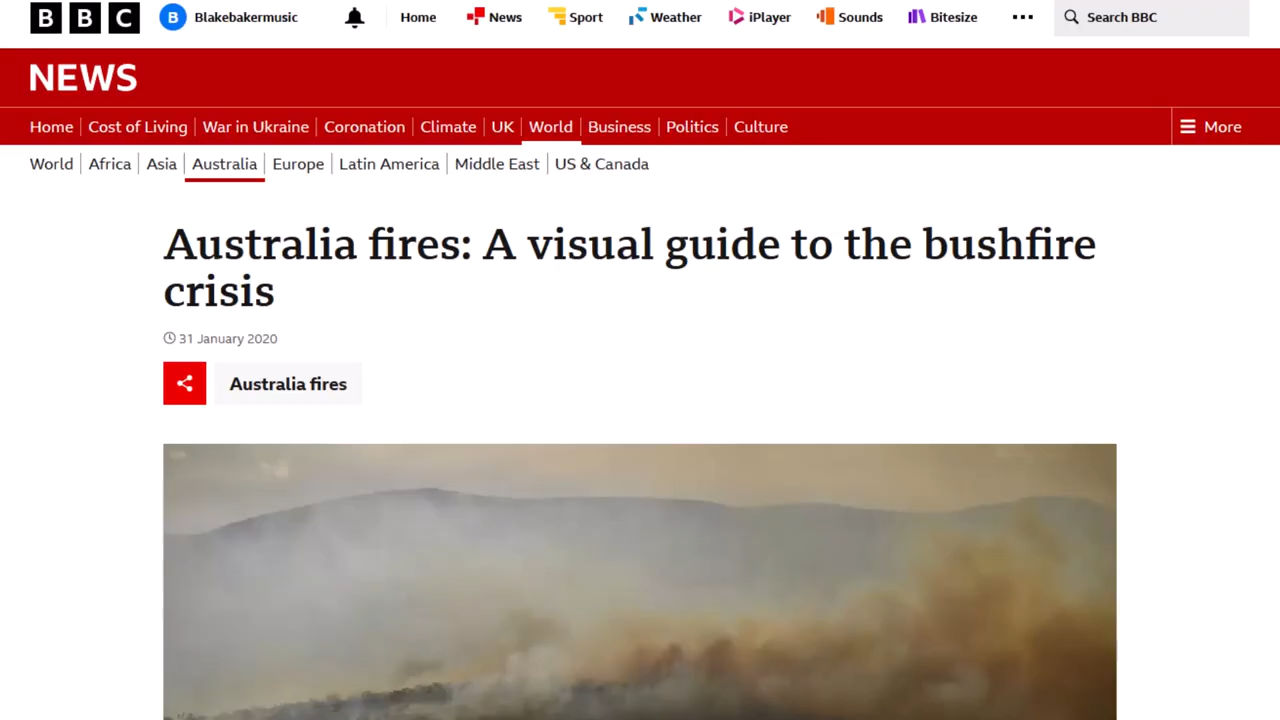 BBC B Blakebakermusic Home News Sport Weather iPlayer Sounds Bitesize Search BBC
NEWS
Home Cost of Living War in Ukraine Coronation Climate UK World Business Politics Culture More
World Africa Asia Australia Europe Latin America Middle East US & Canada
Australia fires: A visual guide to the bushfire
crisis
31 January 2020
Australia fires